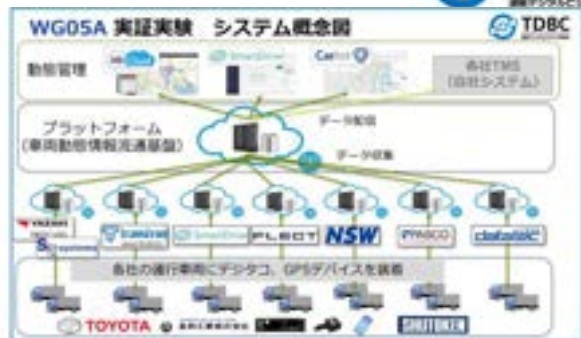 WG05A 実証実験 システム概念図
TDBC
動態管理
各社TMS
(自社システム)
プラットフォーム
(車両動態情報流通基盤)
データ配信
データ収集
FLECT
NSW
PASCO
datatec
各社の運行車両にデジタコ、GPSデバイスを装着
TOYOTA
SHUTOKEN